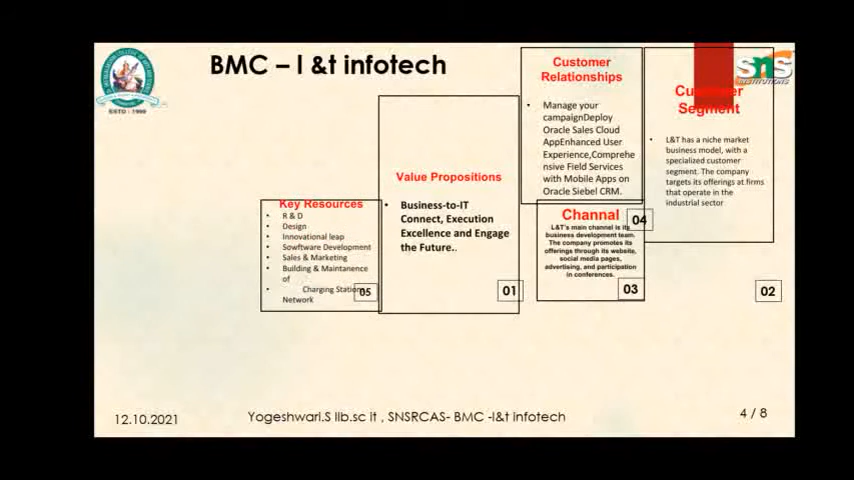 BMC – l &t infotech
ESTD : 1999
sns
INSTITUTIONS
Customer
Relationships
• Manage your
campaignDeploy
Oracle Sales Cloud
AppEnhanced User
Experience,Comprehe
nsive Field Services
with Mobile Apps on
Oracle Siebel CRM.
04
Customer
Segment
• L&T has a niche market
business model, with a
specialized customer
segment. The company
targets its offerings at firms
that operate in the
industrial sector
02
Value Propositions
• Business-to-IT
Connect, Execution
Excellence and Engage
the Future..
01
Key Resources
• R & D
• Design
• Innovational leap
• Sowftware Development
• Sales & Marketing
• Building & Maintanence
of
• Charging Station
Network
05
Channal
L&T's main channel is its
business development team.
The company promotes its
offerings through its website,
social media pages,
advertising, and participation
in conferences.
03
12.10.2021
Yogeshwari.S IIb.sc it , SNSRCAS- BMC -l&t infotech
4 / 8